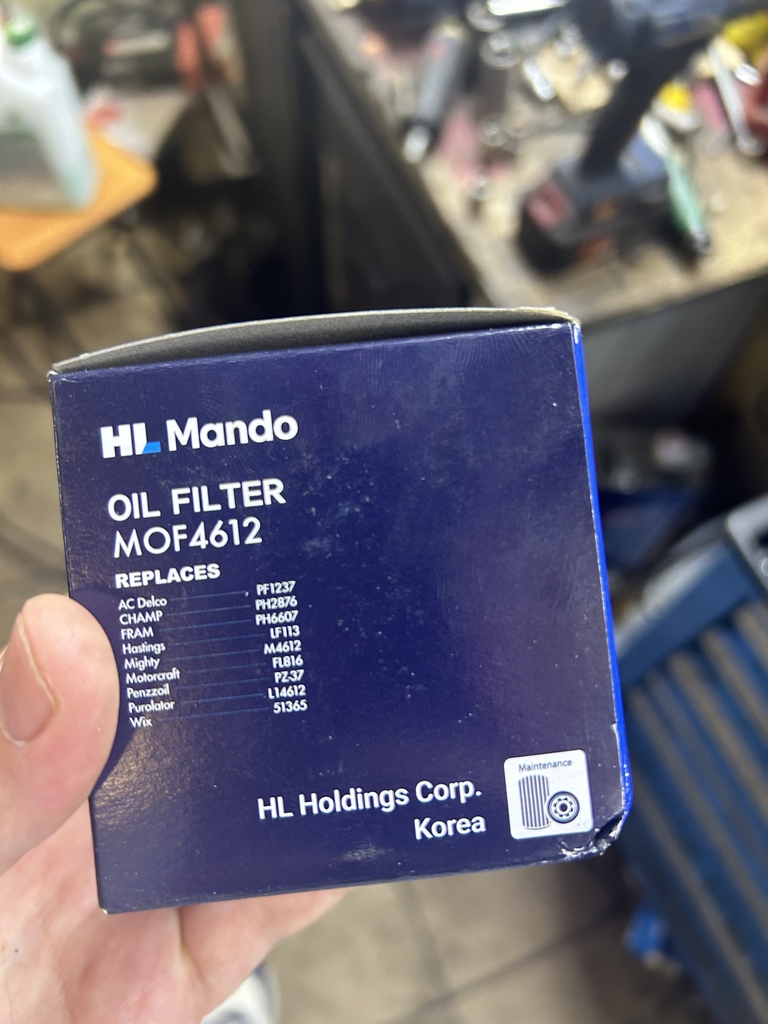 HL Mando
OIL FILTER
MOF4612
REPLACES
AC Delco PF1237
CHAMP PH2876
FRAM PH6607
Hastings LF113
Mighty M4612
Motorcraft FL816
Penzzoil PZ-37
Purolator L14612
Wix 51365
HL Holdings Corp.
Korea
Maintenance